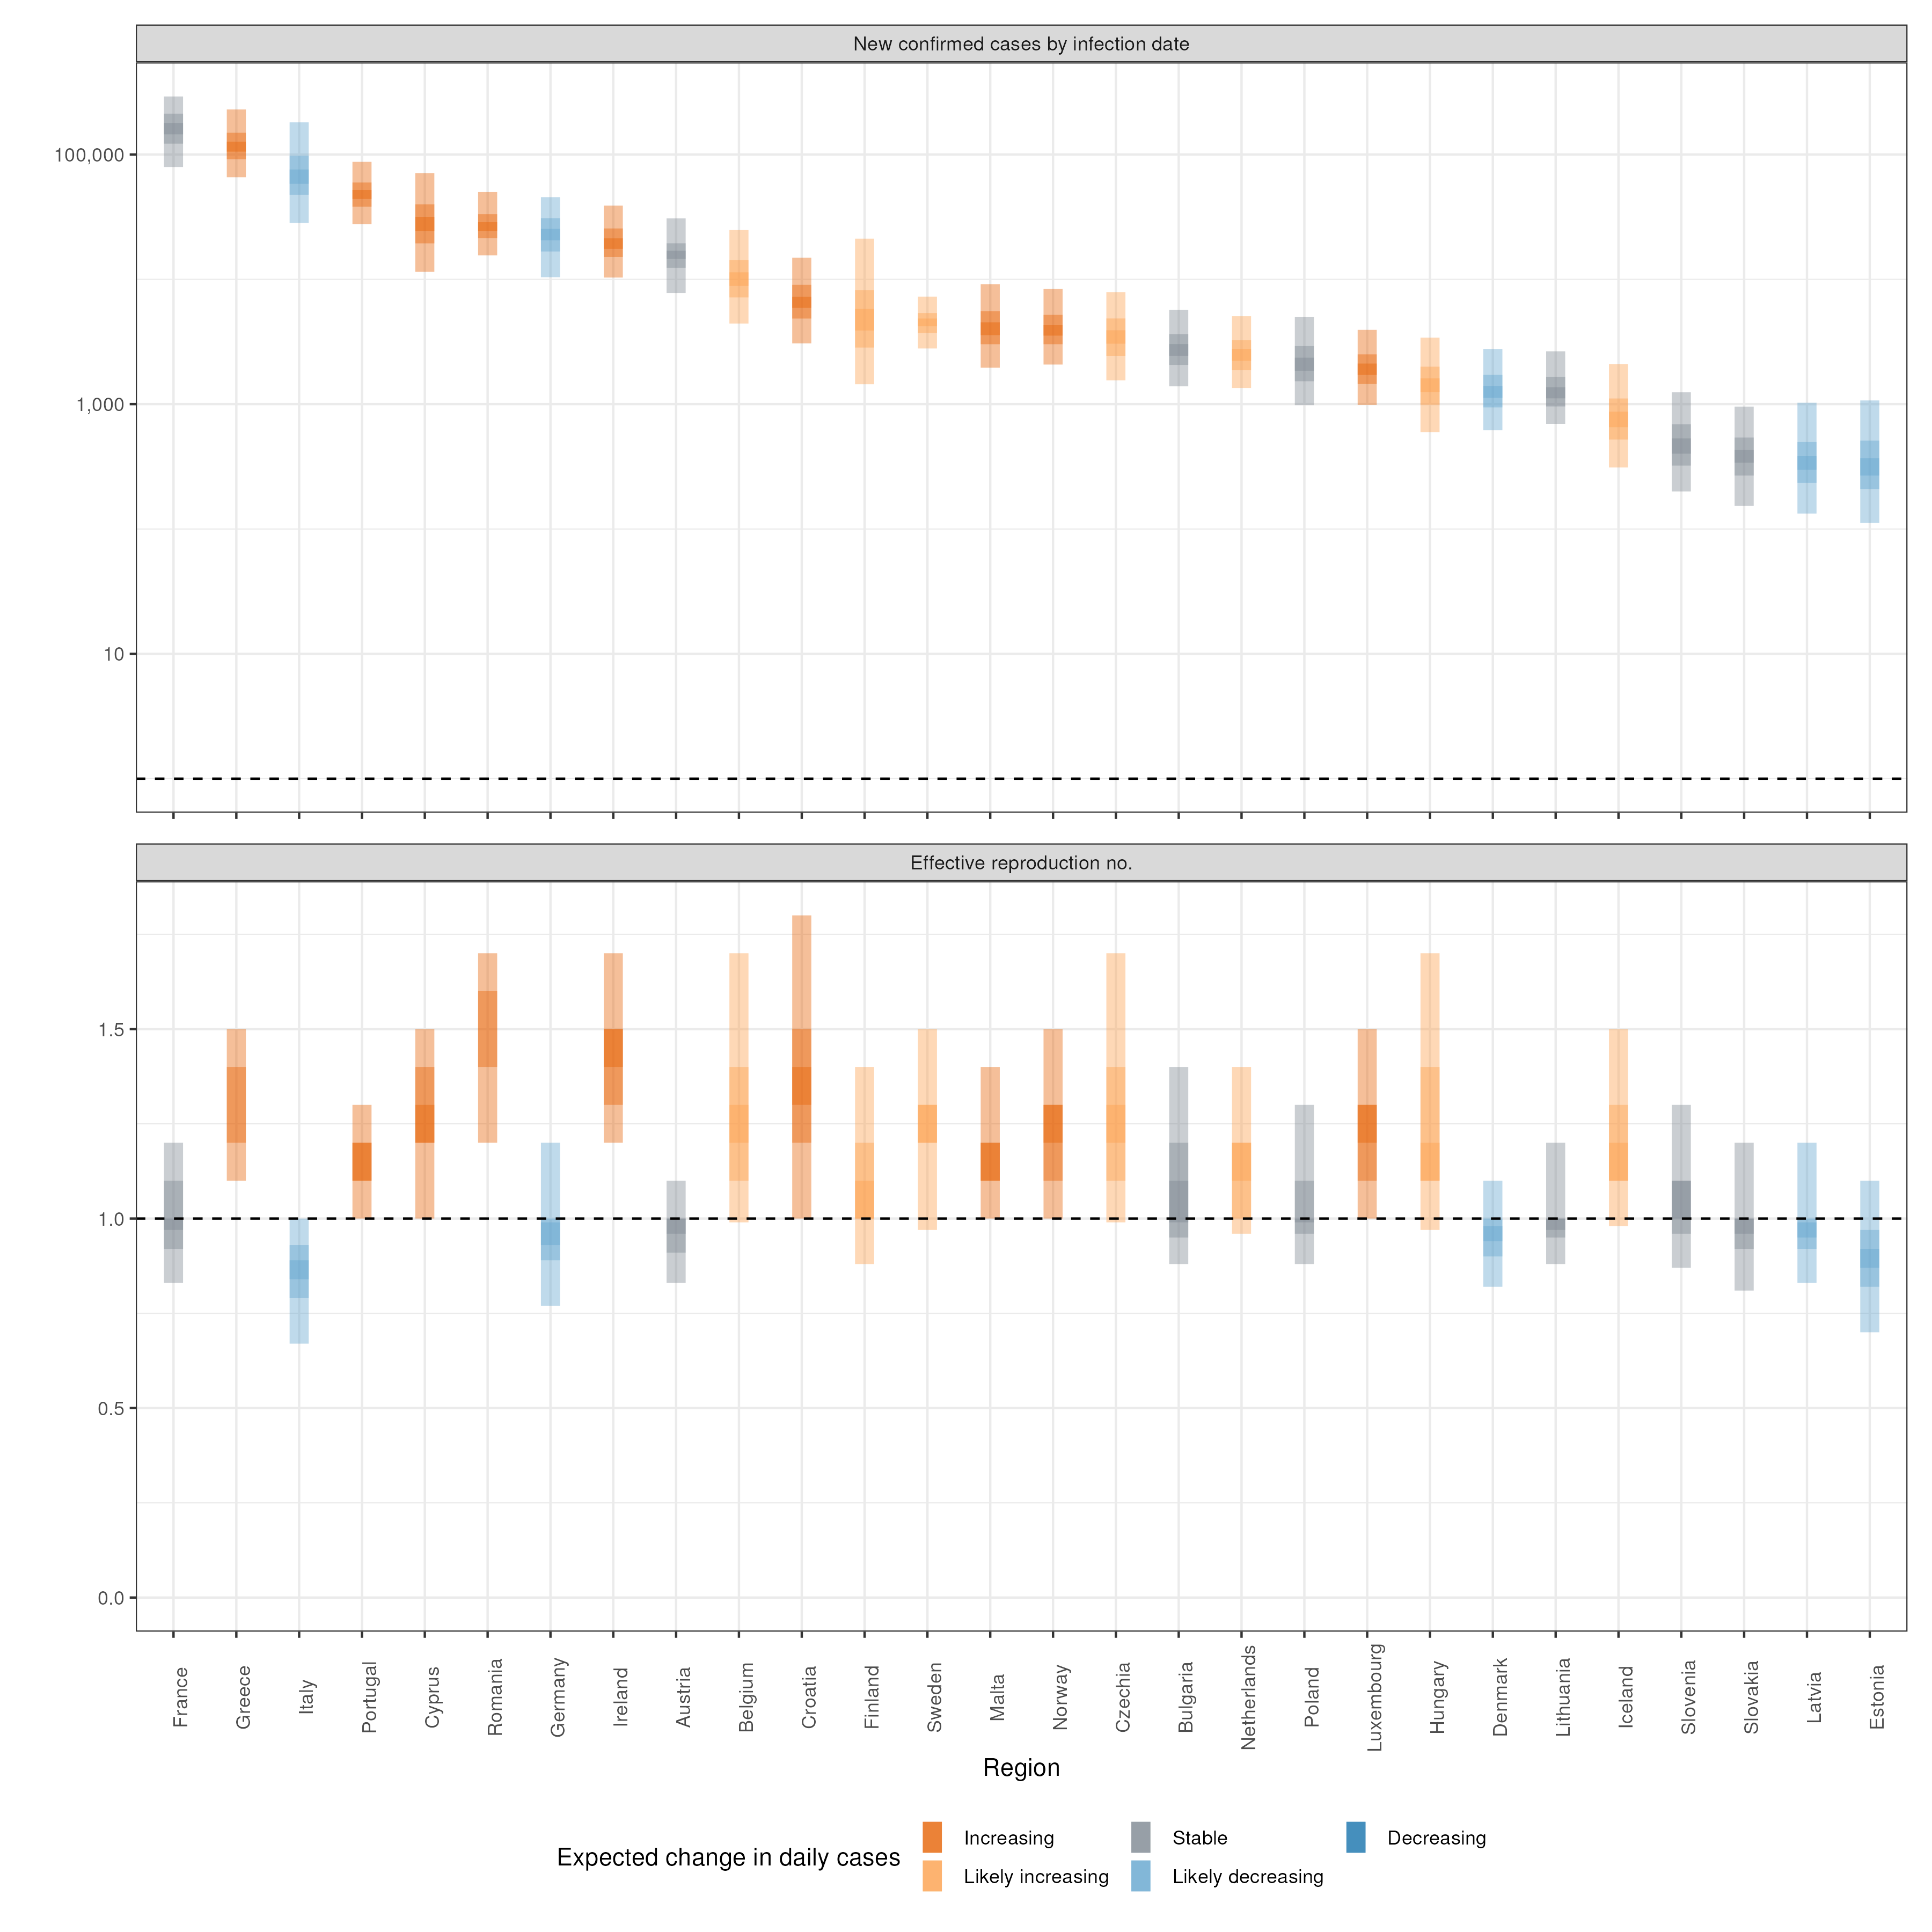 New confirmed cases by infection date
100,000
1,000
10
Effective reproduction no.
1.5
1.0
0.5
0.0
France
Greece
Italy
Portugal
Cyprus
Romania
Germany
Ireland
Austria
Belgium
Croatia
Finland
Sweden
Malta
Norway
Czechia
Bulgaria
Netherlands
Poland
Luxembourg
Hungary
Denmark
Lithuania
Iceland
Slovenia
Slovakia
Latvia
Estonia
Region
Expected change in daily cases
Increasing
Stable
Decreasing
Likely increasing
Likely decreasing